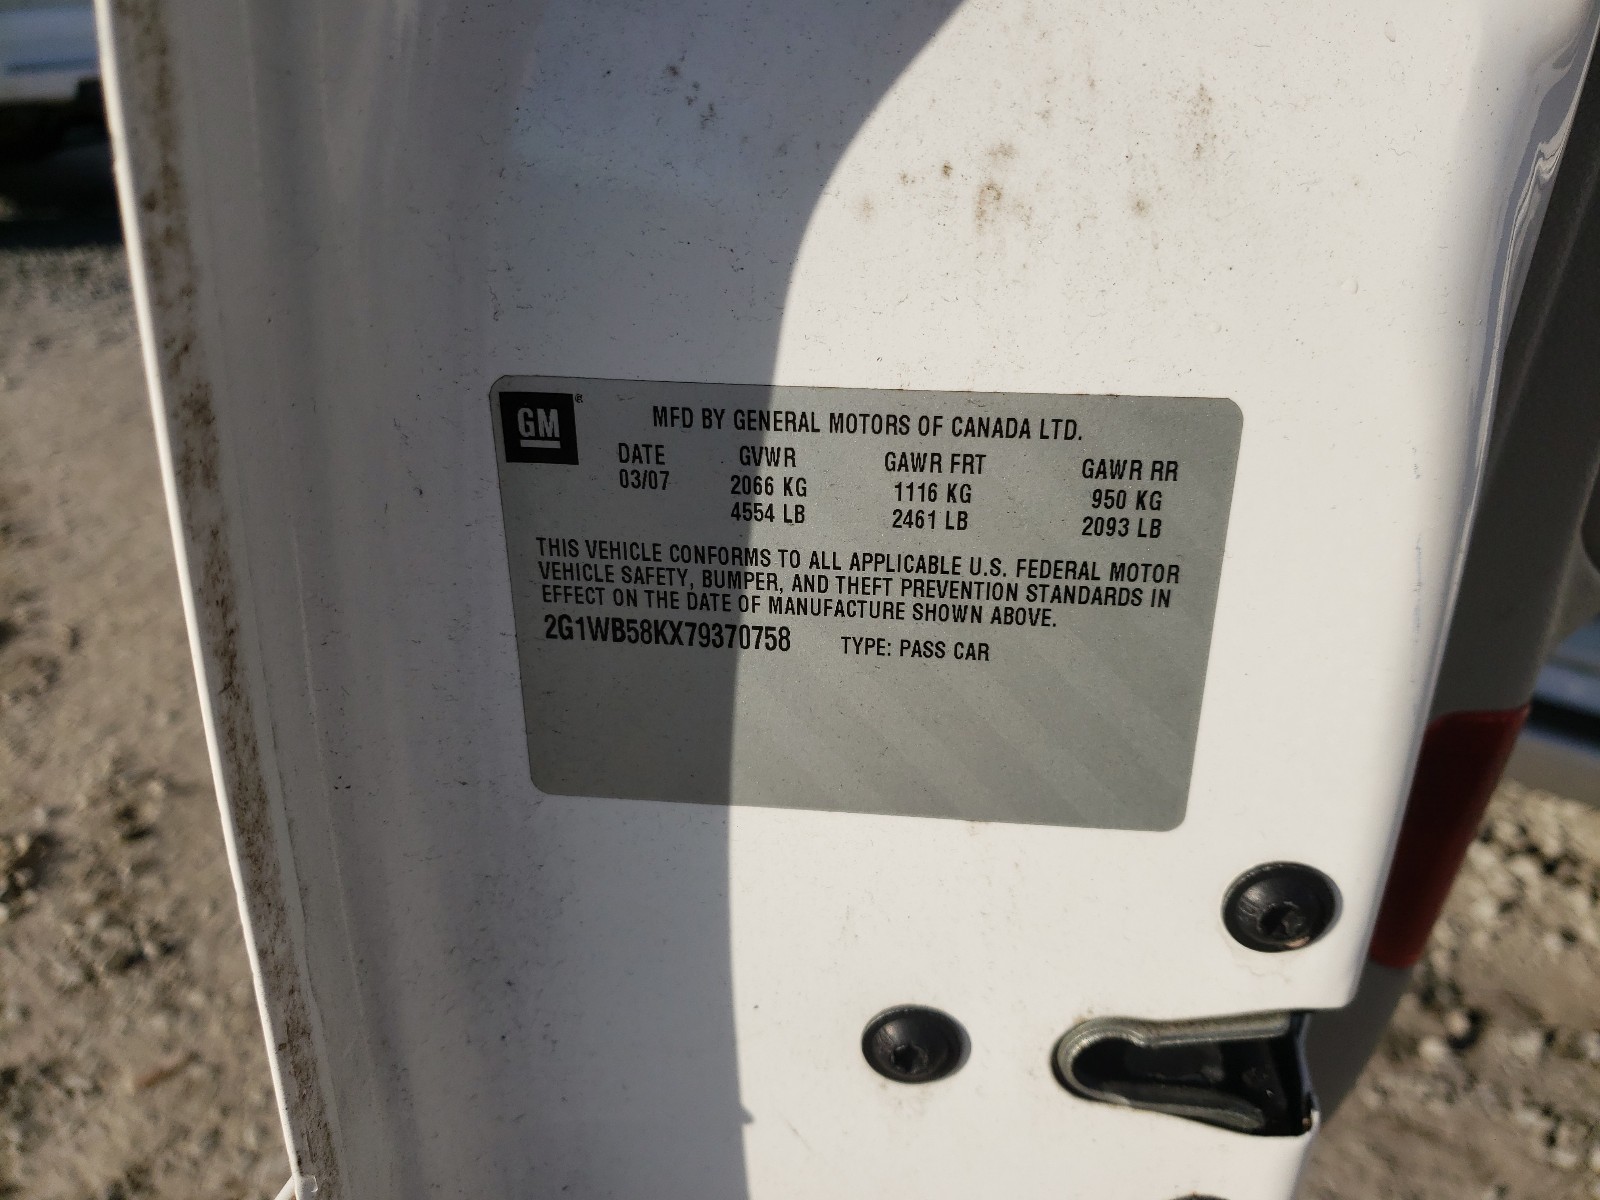 GM ®
MFD BY GENERAL MOTORS OF CANADA LTD.
DATE GVWR GAWR FRT GAWR RR
03/07 2066 KG 1116 KG 950 KG
4554 LB 2461 LB 2093 LB
THIS VEHICLE CONFORMS TO ALL APPLICABLE U.S. FEDERAL MOTOR
VEHICLE SAFETY, BUMPER, AND THEFT PREVENTION STANDARDS IN
EFFECT ON THE DATE OF MANUFACTURE SHOWN ABOVE.
2G1WB58KX79370758 TYPE: PASS CAR